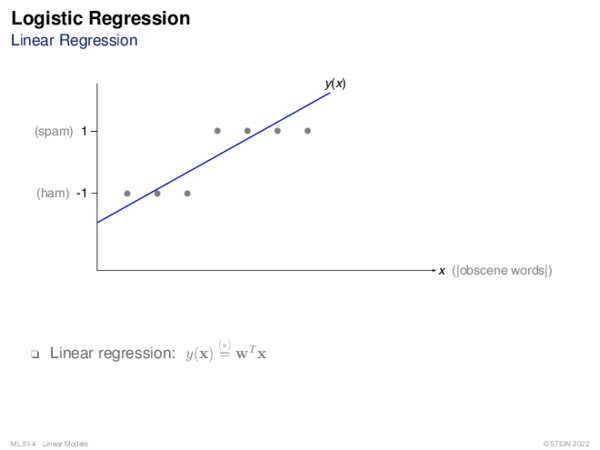 Logistic Regression
Linear Regression
y(x)
(spam) 1
(ham) -1
x (|obscene words|)
❑ Linear regression: y(x) (⋆)= wᵀx
ML:III-4 Linear Models
©STEIN 2022